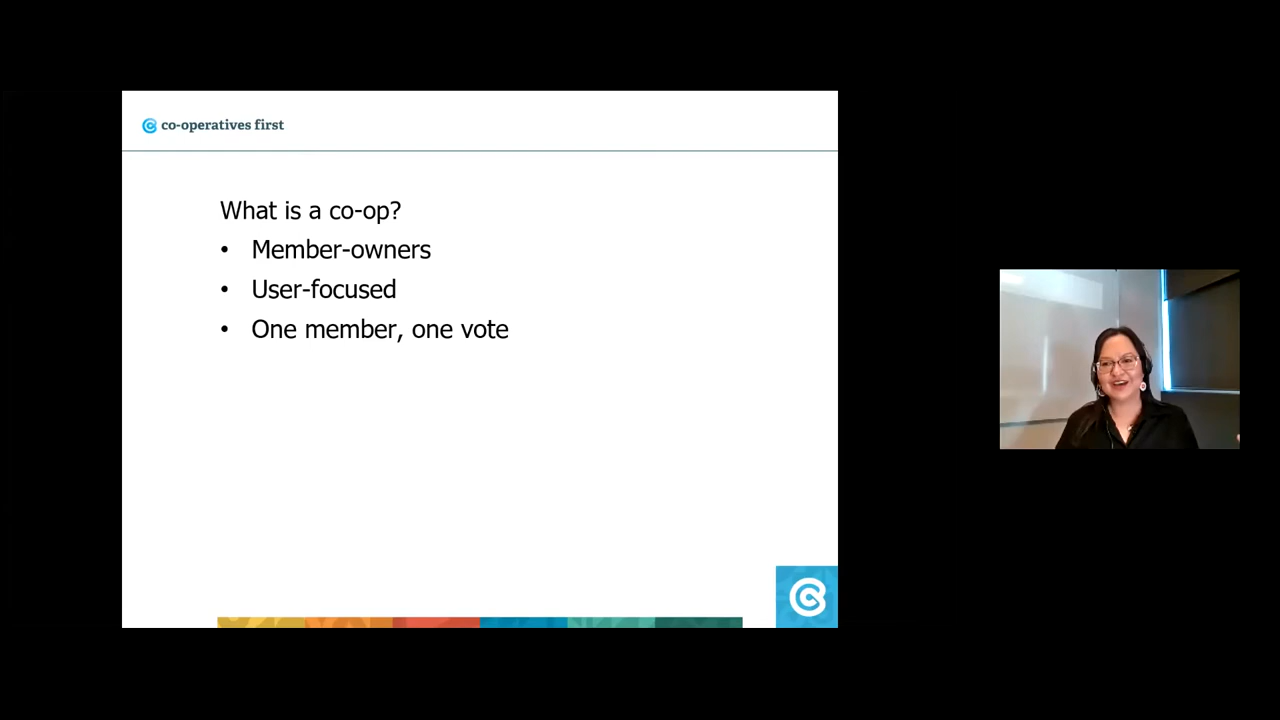 co-operatives first
What is a co-op?
• Member-owners
• User-focused
• One member, one vote